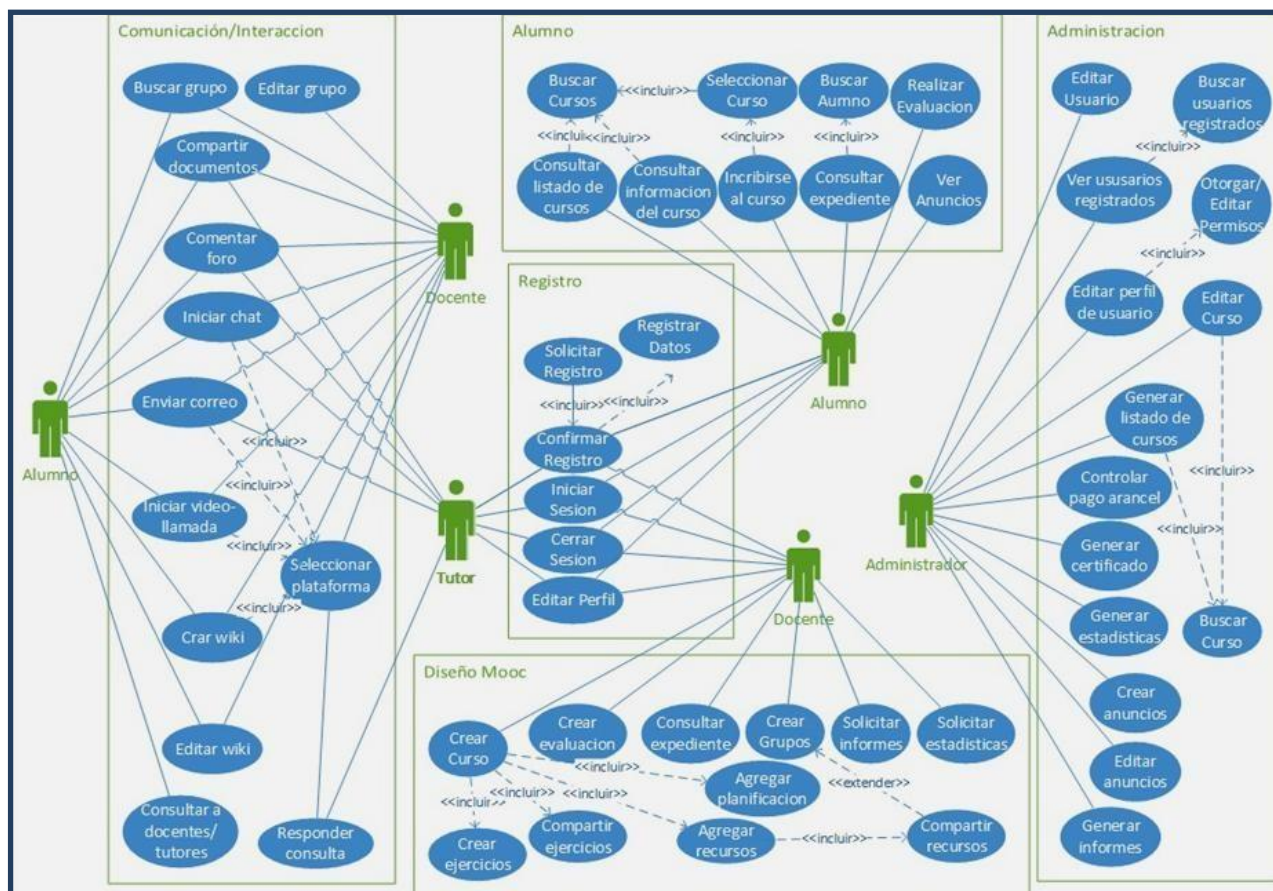 Comunicación/Interaccion
Buscar grupo
Editar grupo
Compartir
documentos
Comentar
foro
Iniciar chat
Enviar correo
<<incluir>>
<<incluir>>
Iniciar video-
llamada
<<incluir>>
Seleccionar
plataforma
<<incluir>>
Crar wiki
Editar wiki
Consultar a
docentes/
tutores
Responder
consulta
Alumno
Docente
Tutor
Alumno
Buscar
Cursos
<<incluir>>
Seleccionar
Curso
Buscar
Aumno
Realizar
Evaluacion
<<incluir>>
<<incluir>>
<<incluir>>
<<incluir>>
Consultar
listado de
cursos
Consultar
informacion
del curso
Incribirse
al curso
Consultar
expediente
Ver
Anuncios
Registro
Solicitar
Registro
Registrar
Datos
<<incluir>>
<<incluir>>
Confirmar
Registro
Iniciar
Sesion
Cerrar
Sesion
Editar Perfil
Alumno
Docente
Administrador
Diseño Mooc
Crear
Curso
Crear
evaluacion
Consultar
expediente
Crear
Grupos
Solicitar
informes
Solicitar
estadisticas
<<incluir>>
<<extender>>
Agregar
planificacion
<<incluir>>
<<incluir>>
<<incluir>>
Crear
ejercicios
Compartir
ejercicios
Agregar
recursos
<<incluir>>
Compartir
recursos
Administracion
Editar
Usuario
Buscar
usuarios
registrados
<<incluir>>
Ver ususarios
registrados
Otorgar/
Editar
Permisos
<<incluir>>
Editar perfil
de usuario
Editar
Curso
Generar
listado de
cursos
<<incluir>>
Controlar
pago arancel
<<incluir>>
Generar
certificado
Generar
estadisticas
Buscar
Curso
Crear
anuncios
Editar
anuncios
Generar
informes